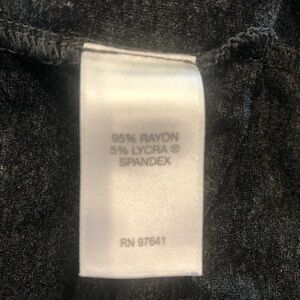 95% RAYON
5% LYCRA ®
SPANDEX
RN 97641